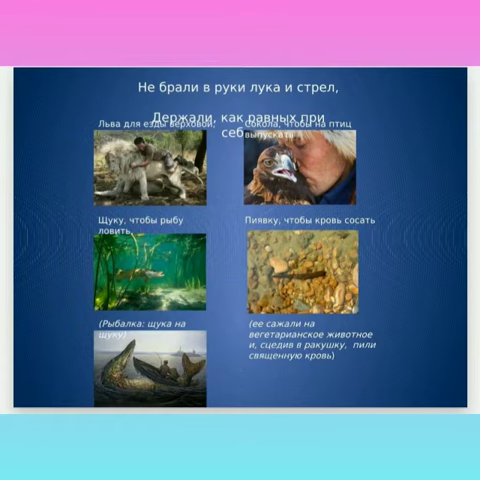 Не брали в руки лука и стрел,
Держали, как равных при
себ
Льва для езды верховой,
Сокола, чтобы на птиц
выпускать
Щуку, чтобы рыбу
ловить,
Пиявку, чтобы кровь сосать
(Рыбалка: щука на
щуку)
(ее сажали на
вегетарианское животное
и, сцедив в ракушку, пили
священную кровь)